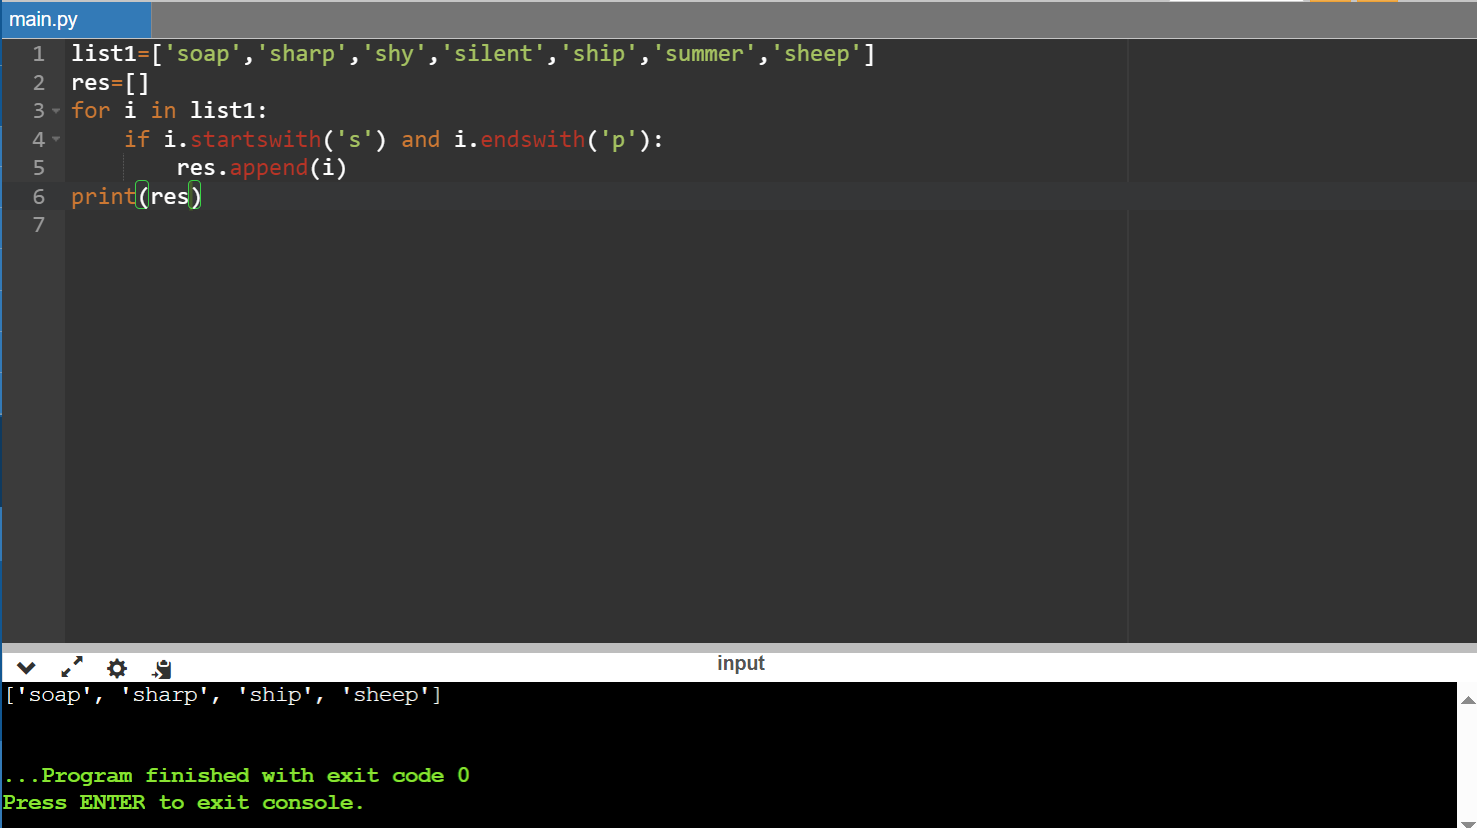 main.py
1 list1=['soap','sharp','shy','silent','ship','summer','sheep']
2 res=[]
3 for i in list1:
4     if i.startswith('s') and i.endswith('p'):
5         res.append(i)
6 print(res)
7
input
['soap', 'sharp', 'ship', 'sheep']
...Program finished with exit code 0
Press ENTER to exit console.